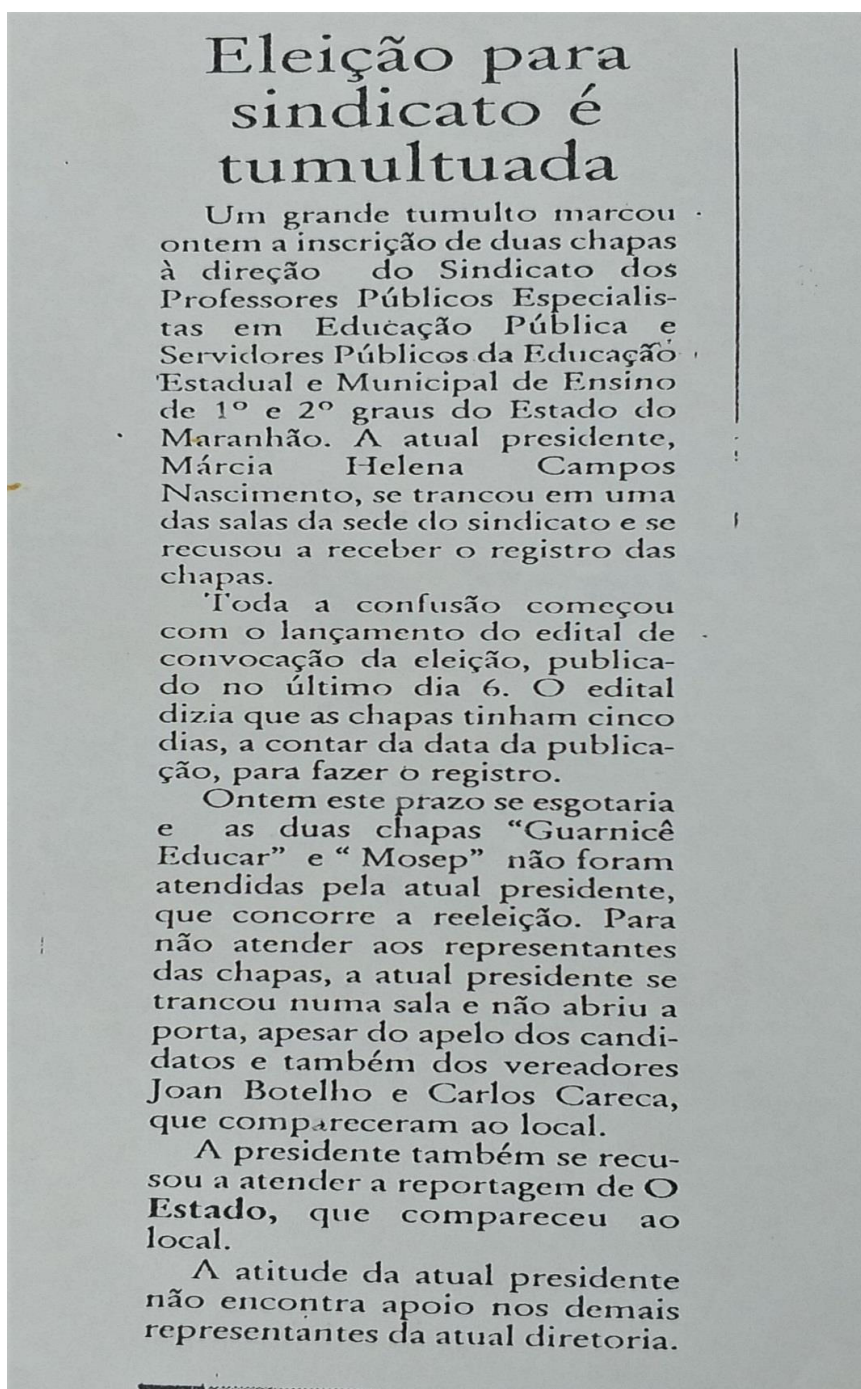 Eleição para
sindicato é
tumultuada
Um grande tumulto marcou
ontem a inscrição de duas chapas
à direção do Sindicato dos
Professores Públicos Especialis-
tas em Educação Pública e
Servidores Públicos da Educação
Estadual e Municipal de Ensino
de 1º e 2º graus do Estado do
Maranhão. A atual presidente,
Márcia Helena Campos
Nascimento, se trancou em uma
das salas da sede do sindicato e se
recusou a receber o registro das
chapas.
Toda a confusão começou
com o lançamento do edital de
convocação da eleição, publica-
do no último dia 6. O edital
dizia que as chapas tinham cinco
dias, a contar da data da publica-
ção, para fazer o registro.
Ontem este prazo se esgotaria
e as duas chapas “Guarnicê
Educar” e “ Mosep” não foram
atendidas pela atual presidente,
que concorre a reeleição. Para
não atender aos representantes
das chapas, a atual presidente se
trancou numa sala e não abriu a
porta, apesar do apelo dos candi-
datos e também dos vereadores
Joan Botelho e Carlos Careca,
que compareceram ao local.
A presidente também se recu-
sou a atender a reportagem de O
Estado, que compareceu ao
local.
A atitude da atual presidente
não encontra apoio nos demais
representantes da atual diretoria.